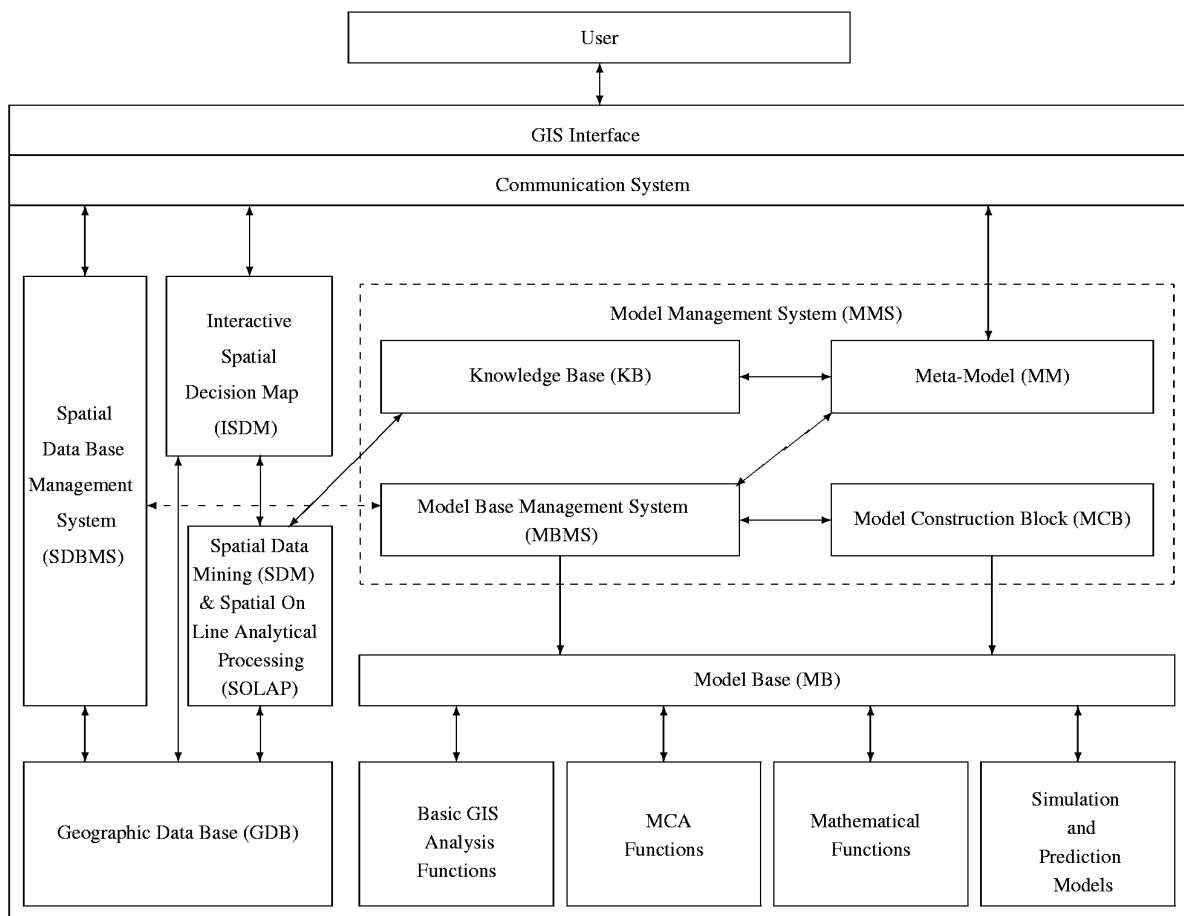 User
GIS Interface
Communication System
Spatial
Data Base
Management
System
(SDBMS)
Interactive
Spatial
Decision Map
(ISDM)
Spatial Data
Mining (SDM)
& Spatial On
Line Analytical
Processing
(SOLAP)
Geographic Data Base (GDB)
Model Management System (MMS)
Knowledge Base (KB)
Meta-Model (MM)
Model Base Management System
(MBMS)
Model Construction Block (MCB)
Model Base (MB)
Basic GIS
Analysis
Functions
MCA
Functions
Mathematical
Functions
Simulation
and
Prediction
Models